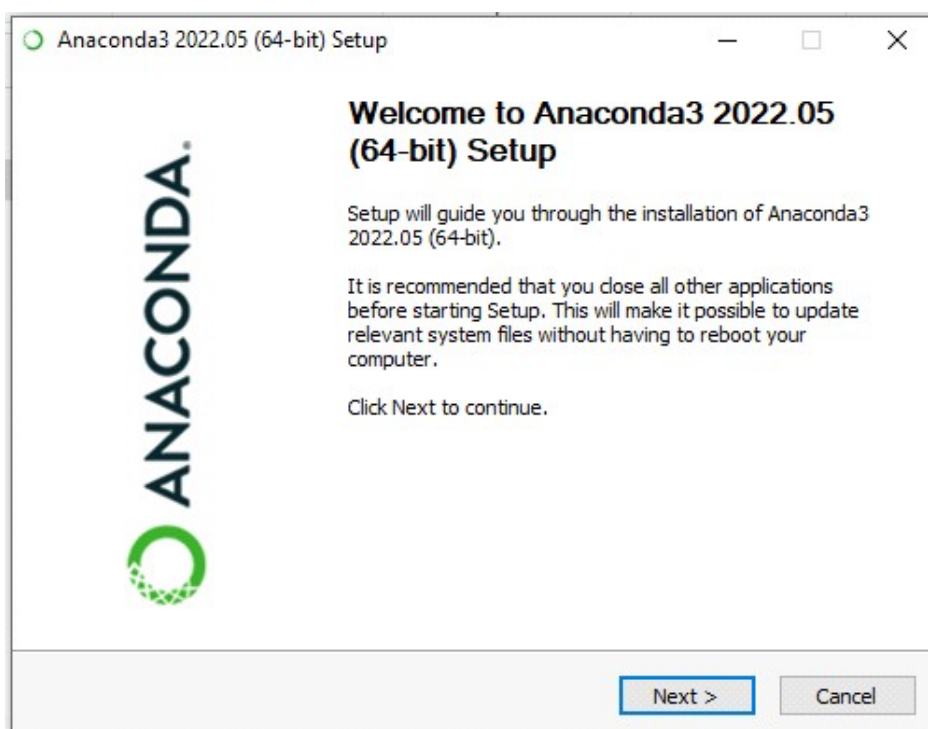 Anaconda3 2022.05 (64-bit) Setup
Welcome to Anaconda3 2022.05
(64-bit) Setup
Setup will guide you through the installation of Anaconda3
2022.05 (64-bit).
It is recommended that you close all other applications
before starting Setup. This will make it possible to update
relevant system files without having to reboot your
computer.
Click Next to continue.
ANACONDA.
Next >
Cancel